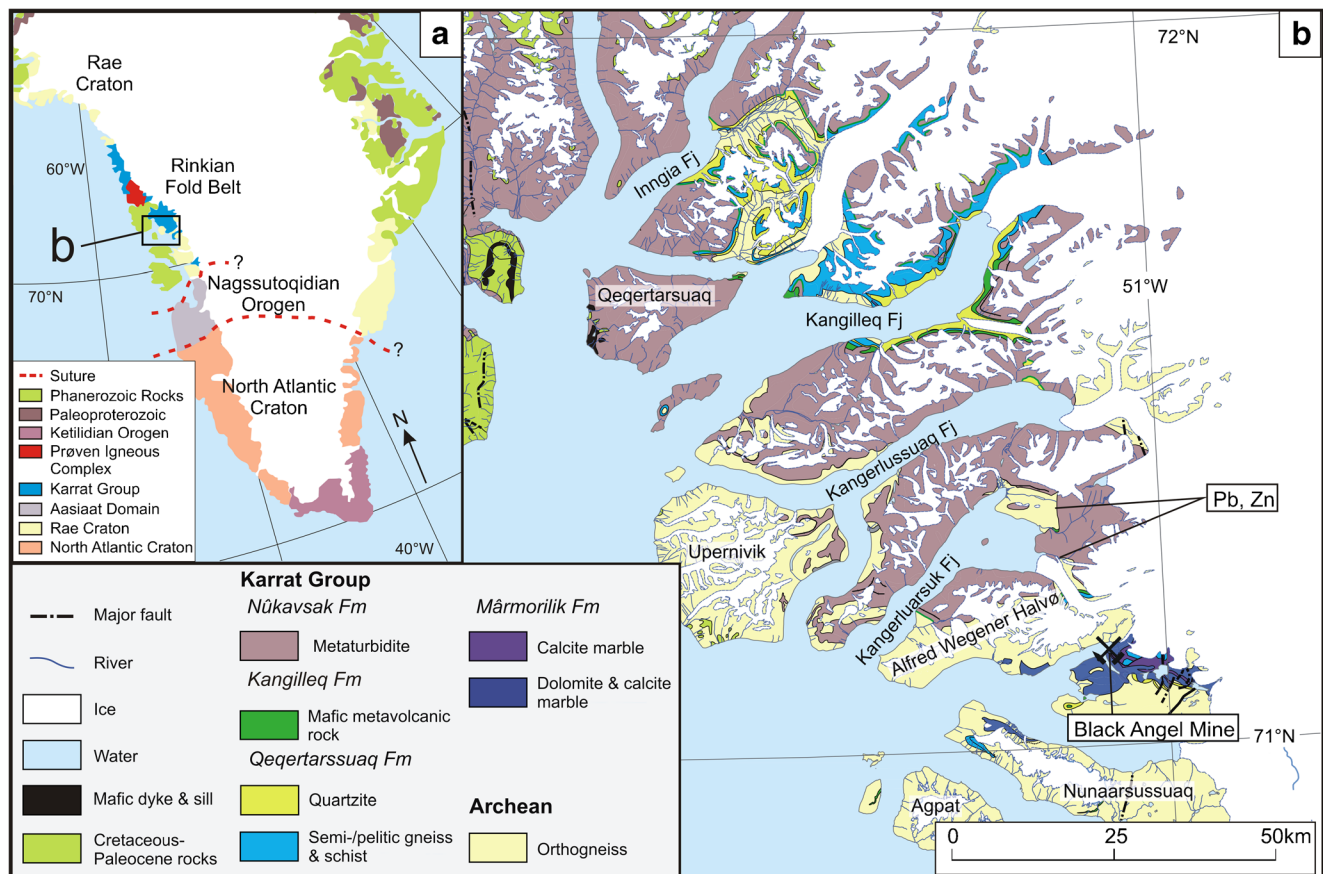 a
Rae
Craton
60°W
Rinkian
Fold Belt
b
?
70°N
Nagssutoqidian
Orogen
?
North Atlantic
Craton
N
40°W
Suture
Phanerozoic Rocks
Paleoproterozoic
Ketilidian Orogen
Prøven Igneous
Complex
Karrat Group
Aasiaat Domain
Rae Craton
North Atlantic Craton
b
72°N
Inngia Fj
Qeqertarsuaq
51°W
Kangilleq Fj
Kangerlussuaq Fj
Pb, Zn
Upernivik
Kangerluarsuk Fj
Alfred Wegener Halvø
Black Angel Mine
71°N
Nunaarsussuaq
Agpat
0 25 50km
Major fault
River
Ice
Water
Mafic dyke & sill
Cretaceous-
Paleocene rocks
Karrat Group
Nûkavsak Fm
Metaturbidite
Kangilleq Fm
Mafic metavolcanic
rock
Qeqertarssuaq Fm
Quartzite
Semi-/pelitic gneiss
& schist
Mârmorilik Fm
Calcite marble
Dolomite & calcite
marble
Archean
Orthogneiss